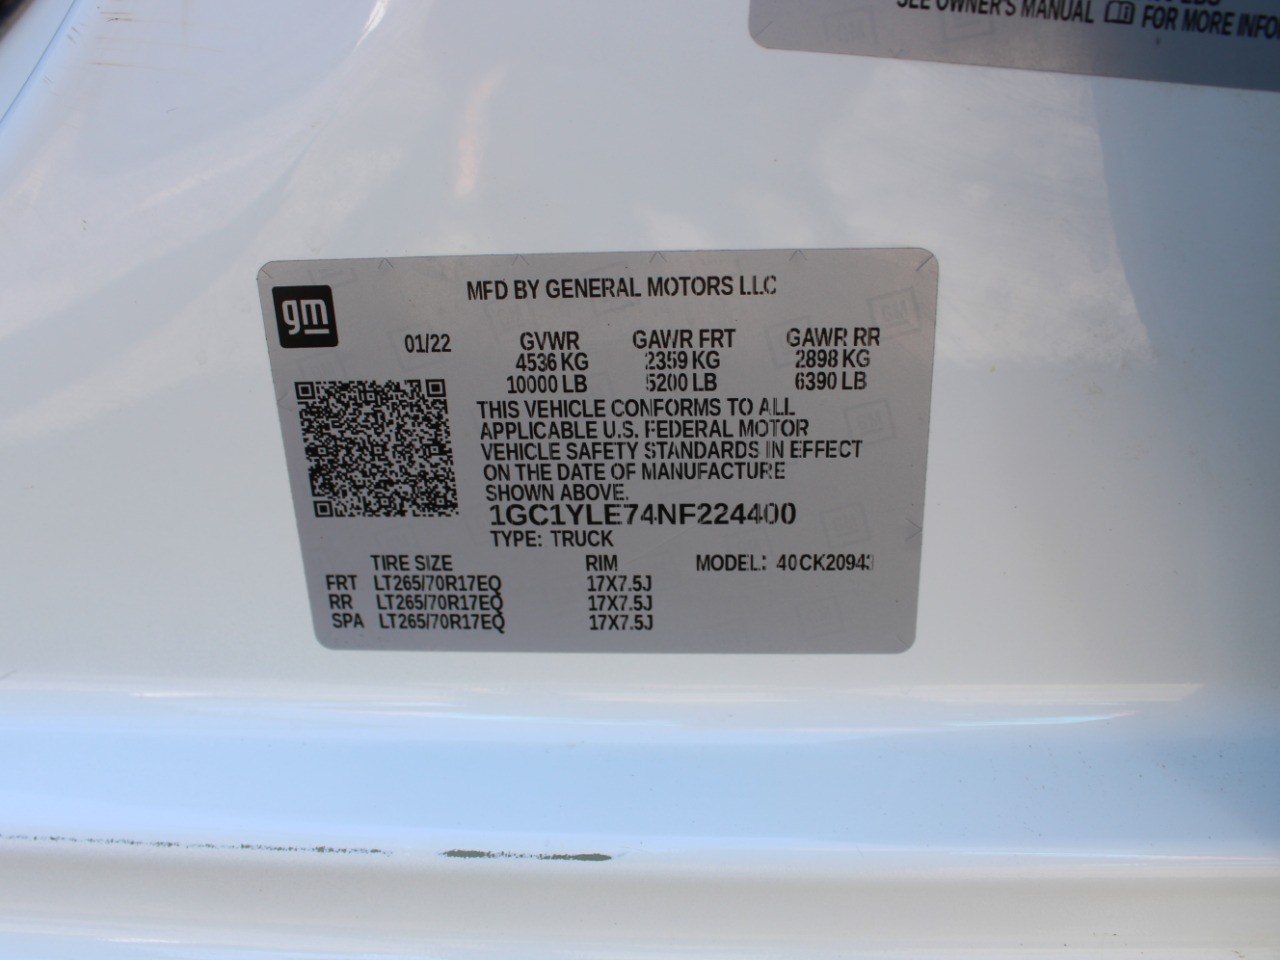 SEE OWNER'S MANUAL FOR MORE
MFD BY GENERAL MOTORS LLC
gm
01/22 GVWR GAWR FRT GAWR RR
4536 KG 2359 KG 2898 KG
10000 LB 5200 LB 6390 LB
THIS VEHICLE CONFORMS TO ALL
APPLICABLE U.S. FEDERAL MOTOR
VEHICLE SAFETY STANDARDS IN EFFECT
ON THE DATE OF MANUFACTURE
SHOWN ABOVE.
1GC1YLE74NF224400
TYPE: TRUCK
TIRE SIZE RIM MODEL: 40CK20943
FRT LT265/70R17EQ 17X7.5J
RR LT265/70R17EQ 17X7.5J
SPA LT265/70R17EQ 17X7.5J